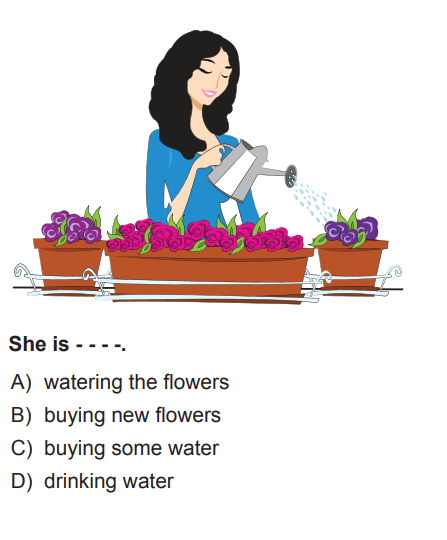 She is - - - -.
A) watering the flowers
B) buying new flowers
C) buying some water
D) drinking water